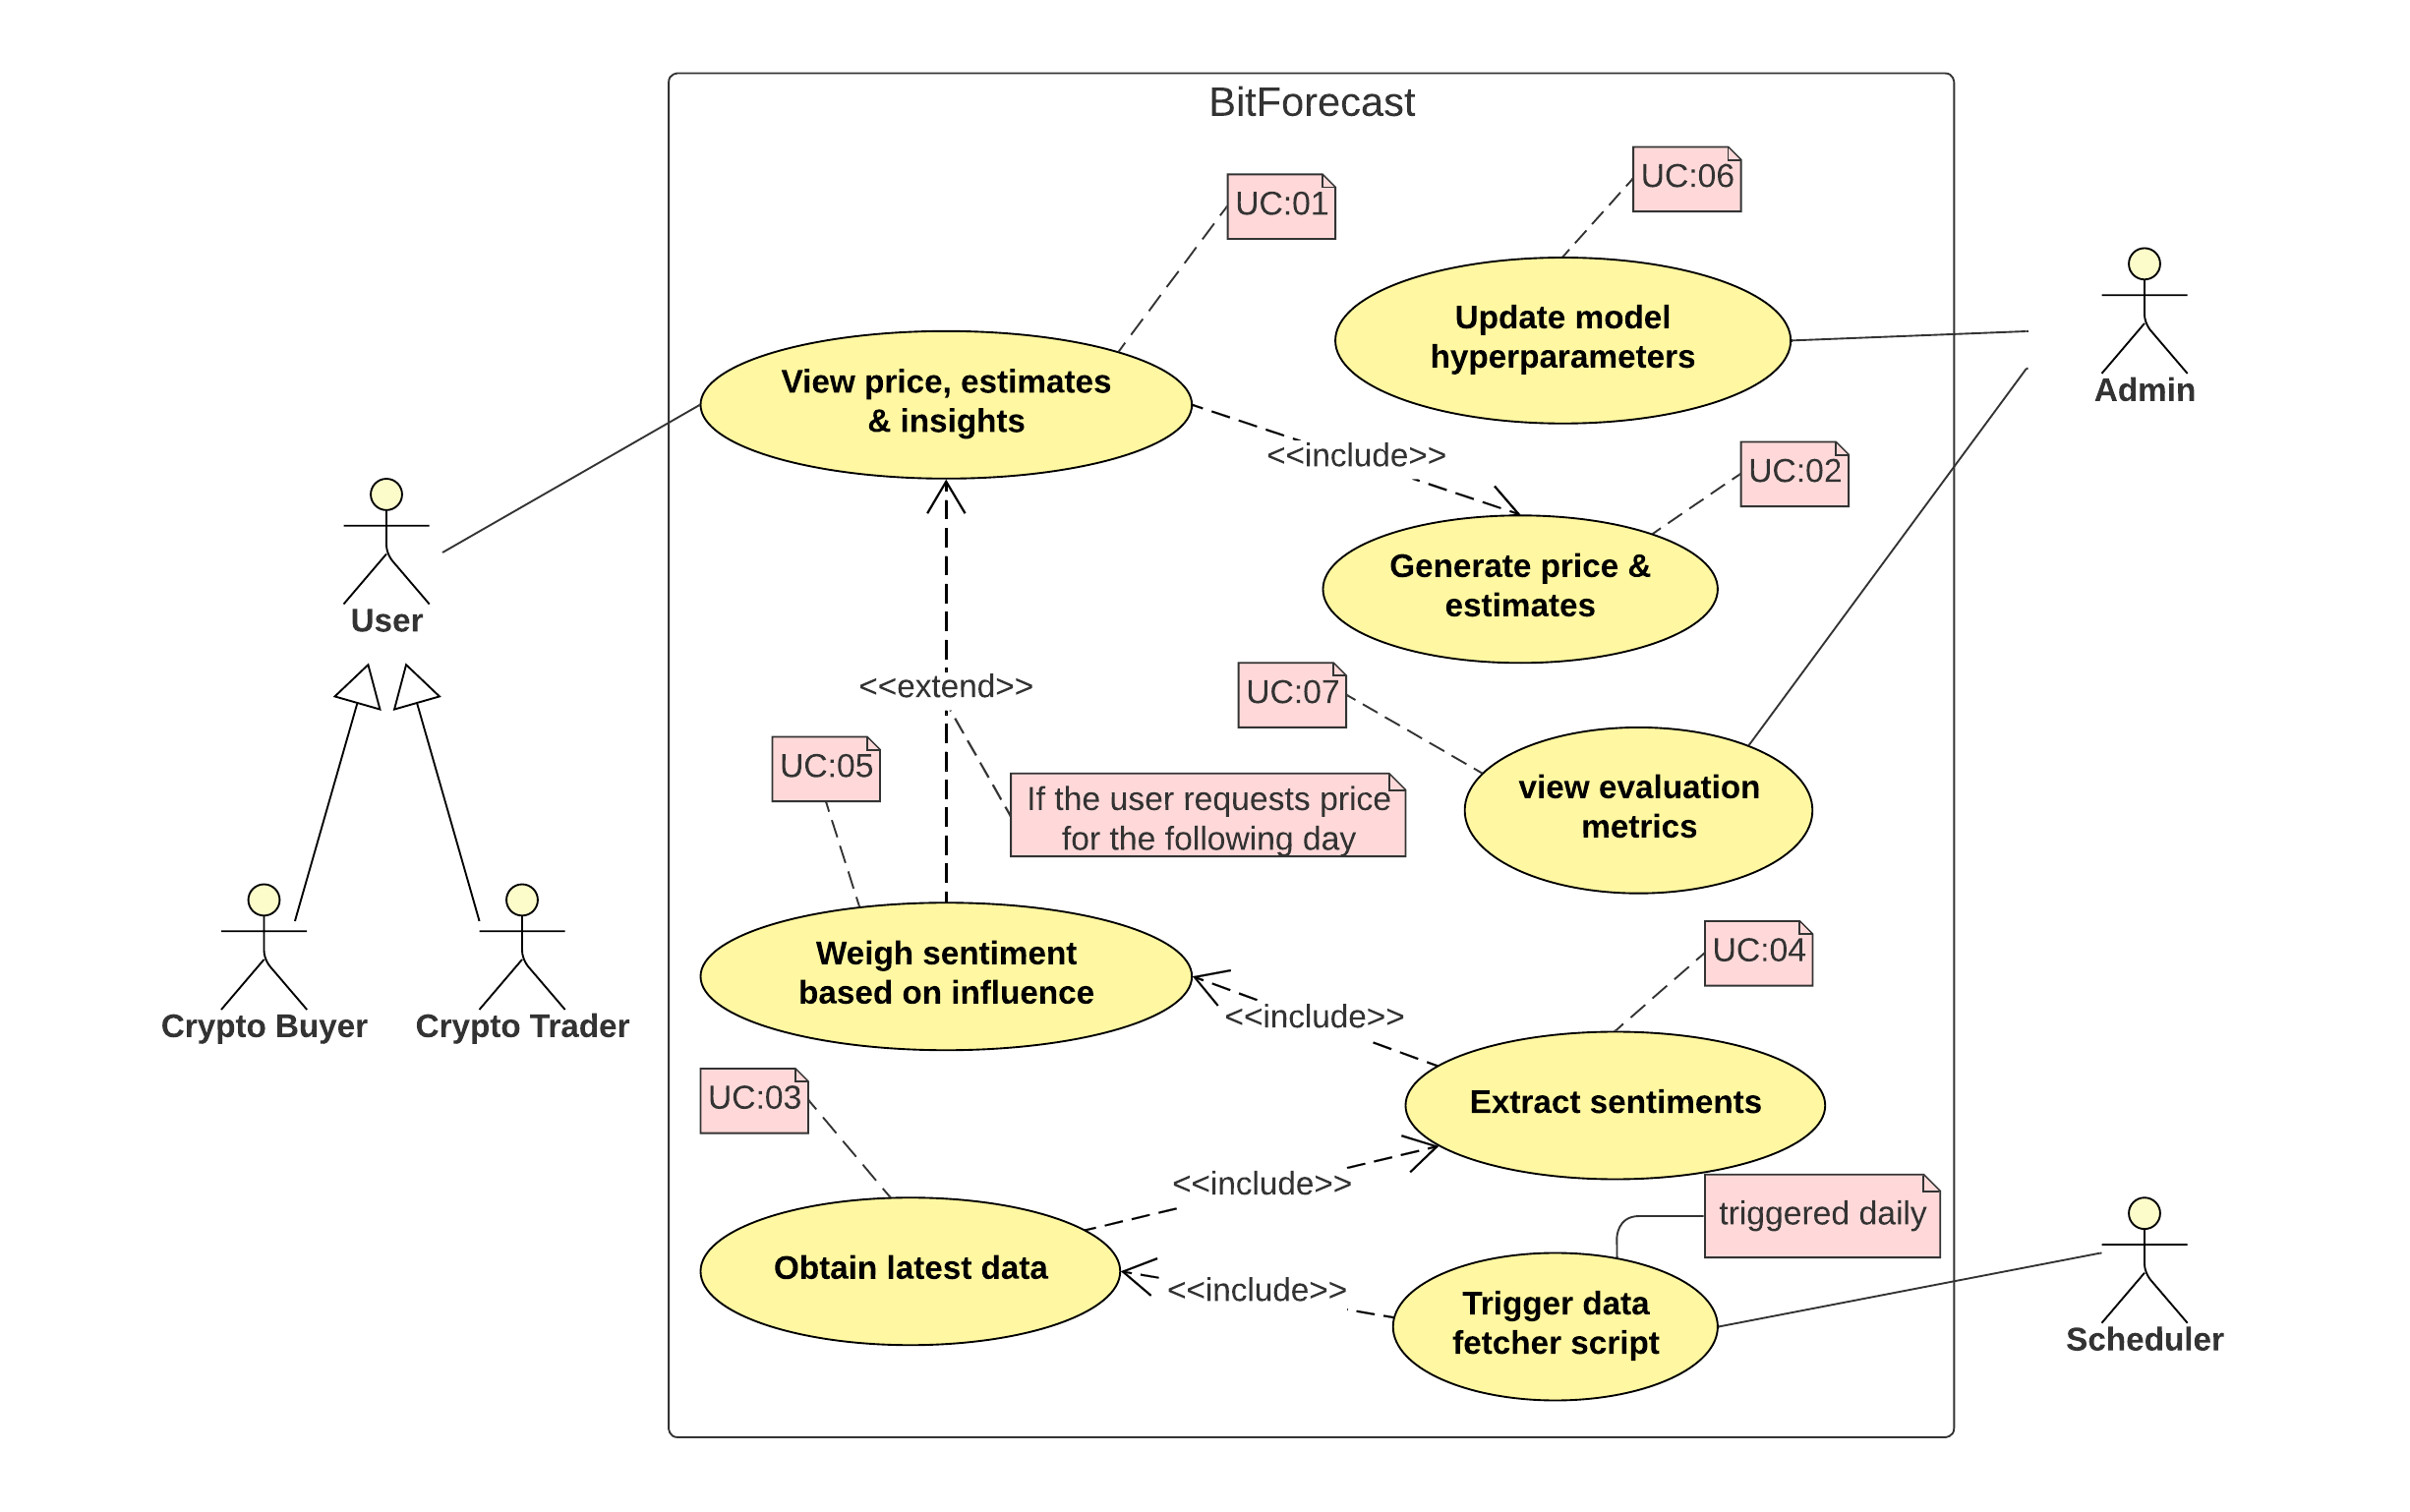 BitForecast
UC:06
UC:01
Update model
hyperparameters
View price, estimates
& insights
Admin
<<include>>
UC:02
Generate price &
estimates
User
<<extend>>
UC:07
UC:05
If the user requests price
for the following day
view evaluation
metrics
Weigh sentiment
based on influence
UC:04
<<include>>
Crypto Buyer
Crypto Trader
UC:03
Extract sentiments
<<include>>
triggered daily
Obtain latest data
<<include>>
Trigger data
fetcher script
Scheduler